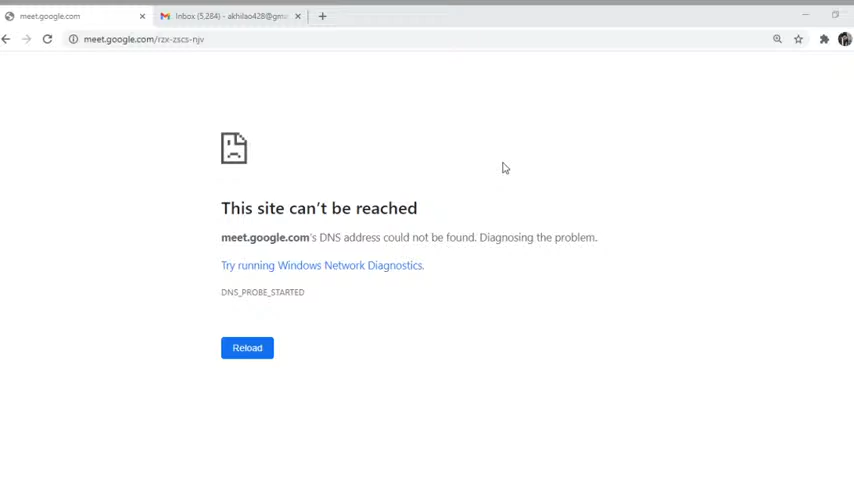 meet.google.com
Inbox (5,284) - akhilao428@gma
meet.google.com/rzx-zscs-njv
This site can't be reached
meet.google.com's DNS address could not be found. Diagnosing the problem.
Try running Windows Network Diagnostics.
DNS_PROBE_STARTED
Reload